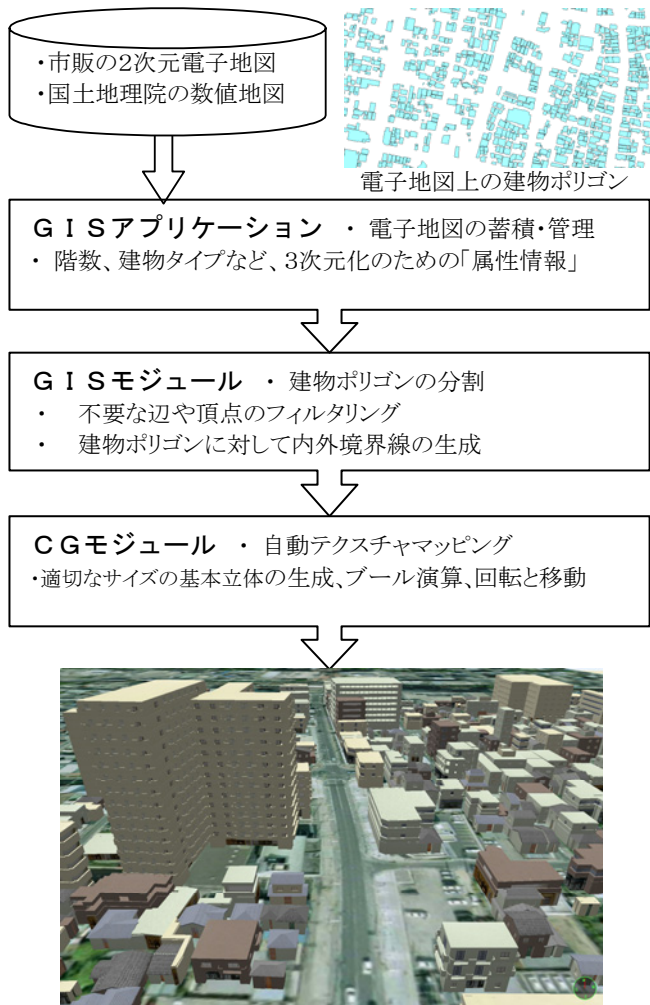 ・市販の2次元電子地図
・国土地理院の数値地図
電子地図上の建物ポリゴン
ＧＩＳアプリケーション ・ 電子地図の蓄積・管理
・ 階数、建物タイプなど、3次元化のための「属性情報」
ＧＩＳモジュール ・ 建物ポリゴンの分割
・ 不要な辺や頂点のフィルタリング
・ 建物ポリゴンに対して内外境界線の生成
ＣＧモジュール ・ 自動テクスチャマッピング
・適切なサイズの基本立体の生成、ブール演算、回転と移動